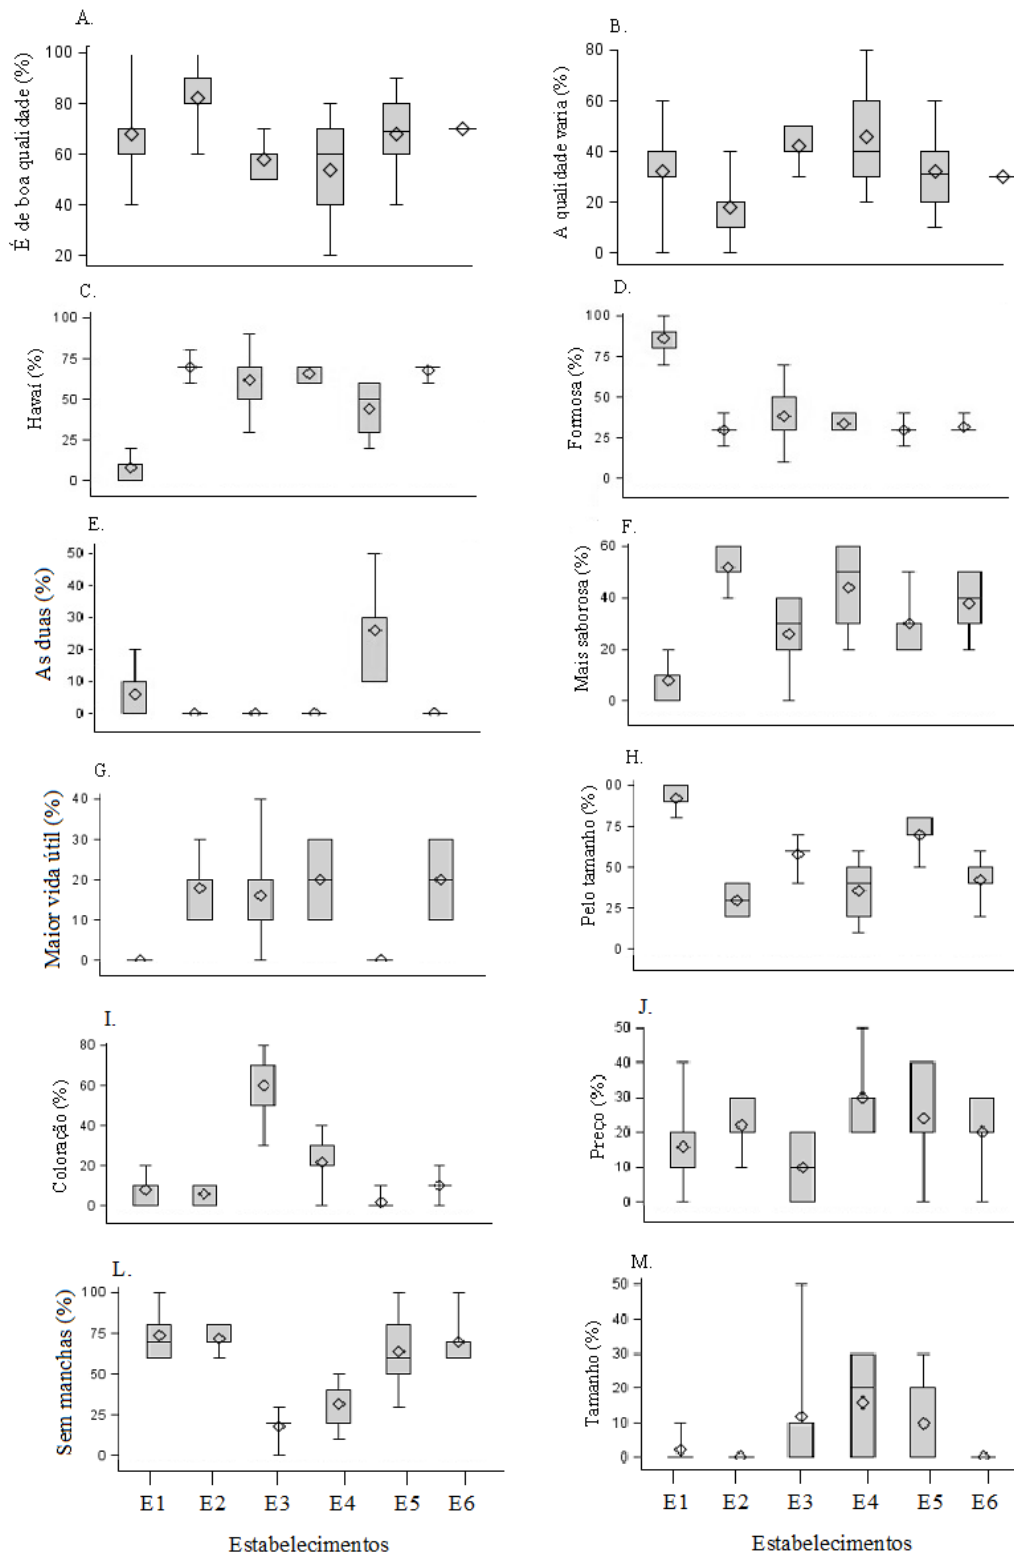 A.
É de boa qualidade (%)
100
80
60
40
20
B.
A qualidade varia (%)
80
60
40
20
0
C.
Havaí (%)
100
75
50
25
0
D.
Formosa (%)
100
75
50
25
0
E.
As duas (%)
50
40
30
20
10
0
F.
Mais saborosa (%)
60
40
20
0
G.
Maior vida útil (%)
40
30
20
10
0
H.
Pelo tamanho (%)
00
75
50
25
0
I.
Coloração (%)
80
60
40
20
0
J.
Preço (%)
50
40
30
20
10
0
L.
Sem manchas (%)
100
75
50
25
0
E1 E2 E3 E4 E5 E6
Estabelecimentos
M.
Tamanho (%)
50
40
30
20
10
0
E1 E2 E3 E4 E5 E6
Estabelecimentos